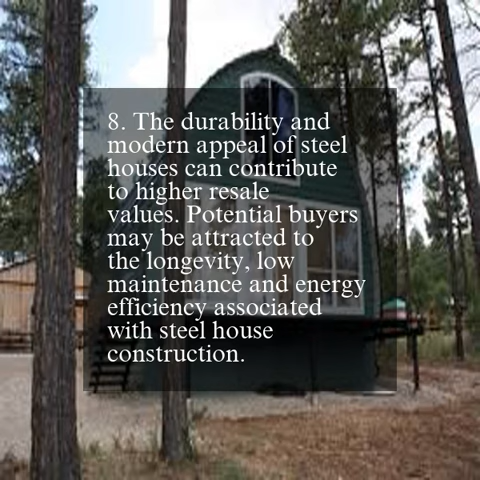 8. The durability and
modern appeal of steel
houses can contribute
to higher resale
values. Potential buyers
may be attracted to
the longevity, low
maintenance and energy
efficiency associated
with steel house
construction.